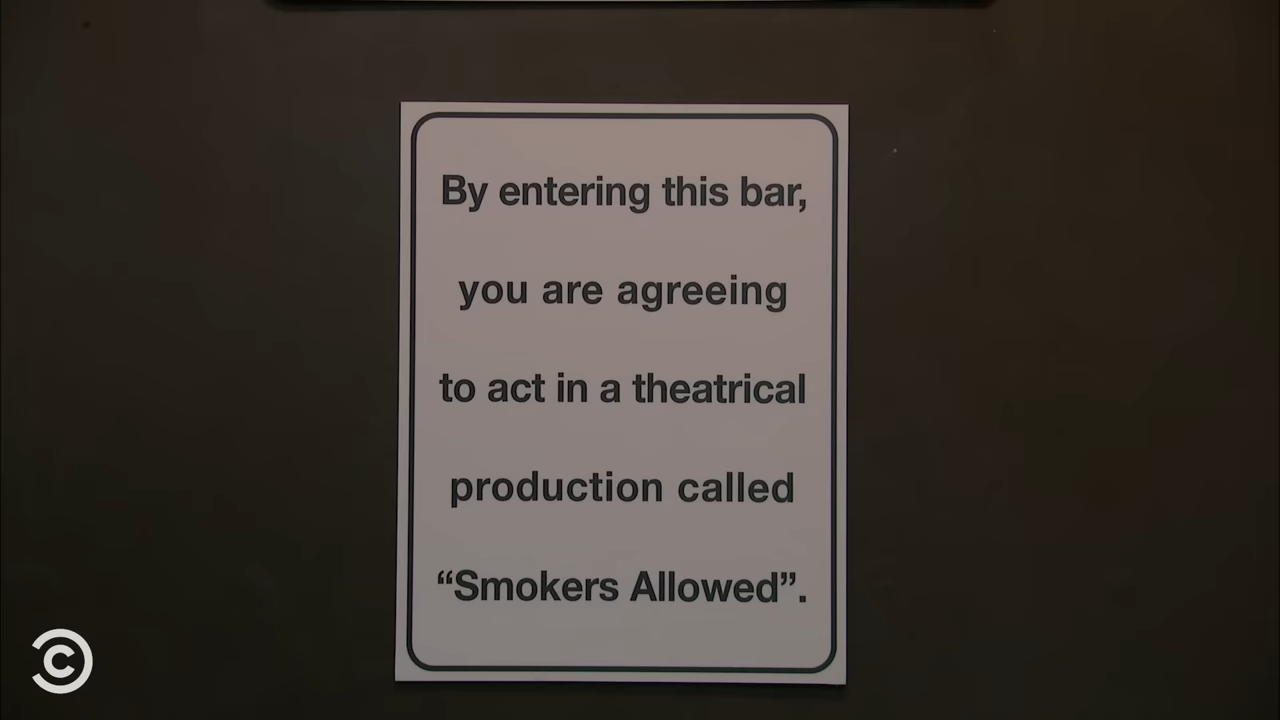 By entering this bar,
you are agreeing
to act in a theatrical
production called
“Smokers Allowed”.